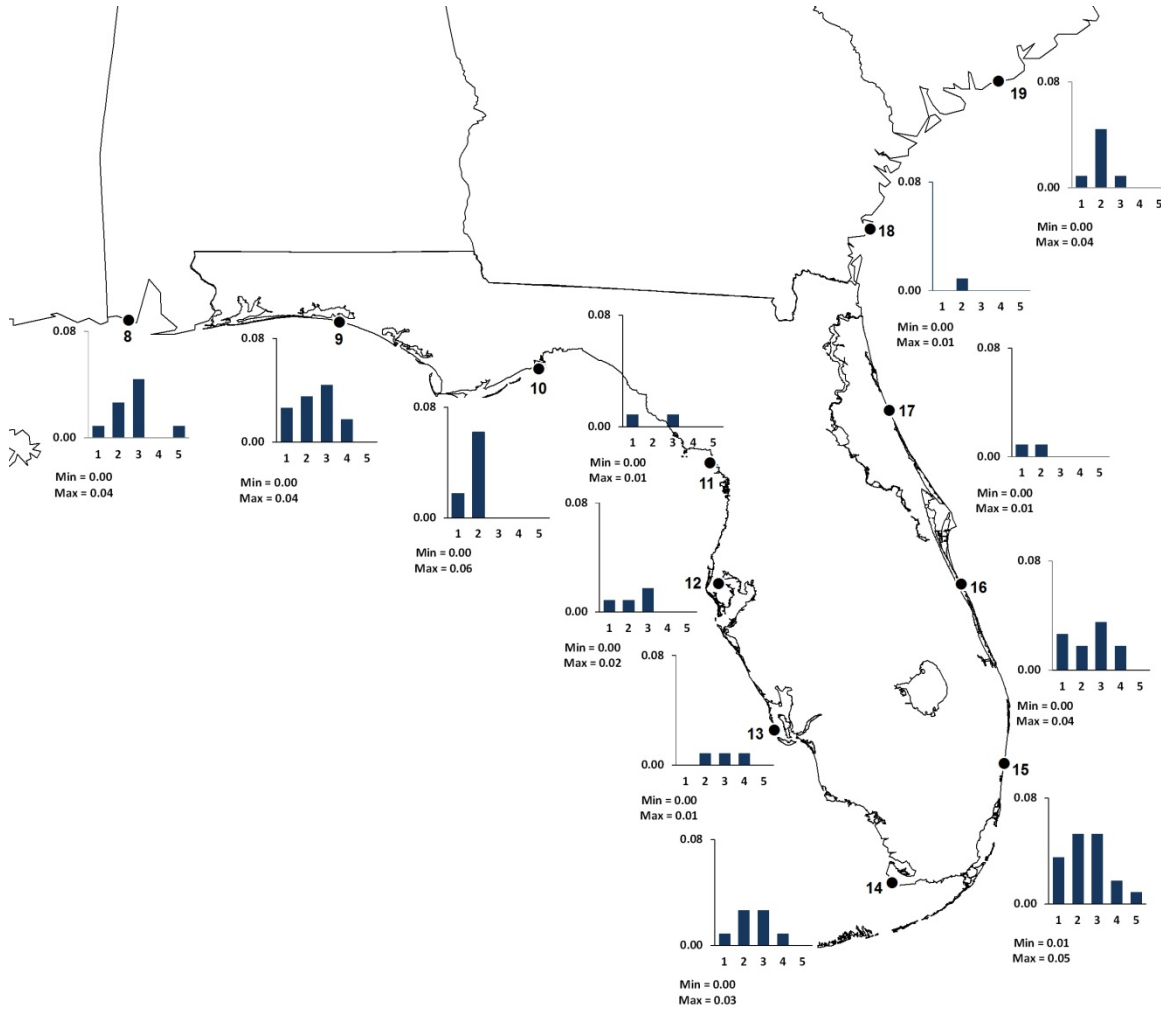 19
0.08
0.00
1 2 3 4 5
Min = 0.00
Max = 0.04
18
0.08
0.00
1 2 3 4 5
Min = 0.00
Max = 0.01
8
0.08
0.00
1 2 3 4 5
Min = 0.00
Max = 0.04
9
0.08
0.00
1 2 3 4 5
Min = 0.00
Max = 0.04
10
0.08
0.00
1 2 3 4 5
Min = 0.00
Max = 0.06
11
0.08
0.00
1 2 3 4 5
Min = 0.00
Max = 0.01
17
0.08
0.00
1 2 3 4 5
Min = 0.00
Max = 0.01
12
0.08
0.00
1 2 3 4 5
Min = 0.00
Max = 0.02
16
0.08
0.00
1 2 3 4 5
Min = 0.00
Max = 0.04
13
0.08
0.00
1 2 3 4 5
Min = 0.00
Max = 0.01
15
0.08
0.00
1 2 3 4 5
Min = 0.01
Max = 0.05
14
0.08
0.00
1 2 3 4 5
Min = 0.00
Max = 0.03